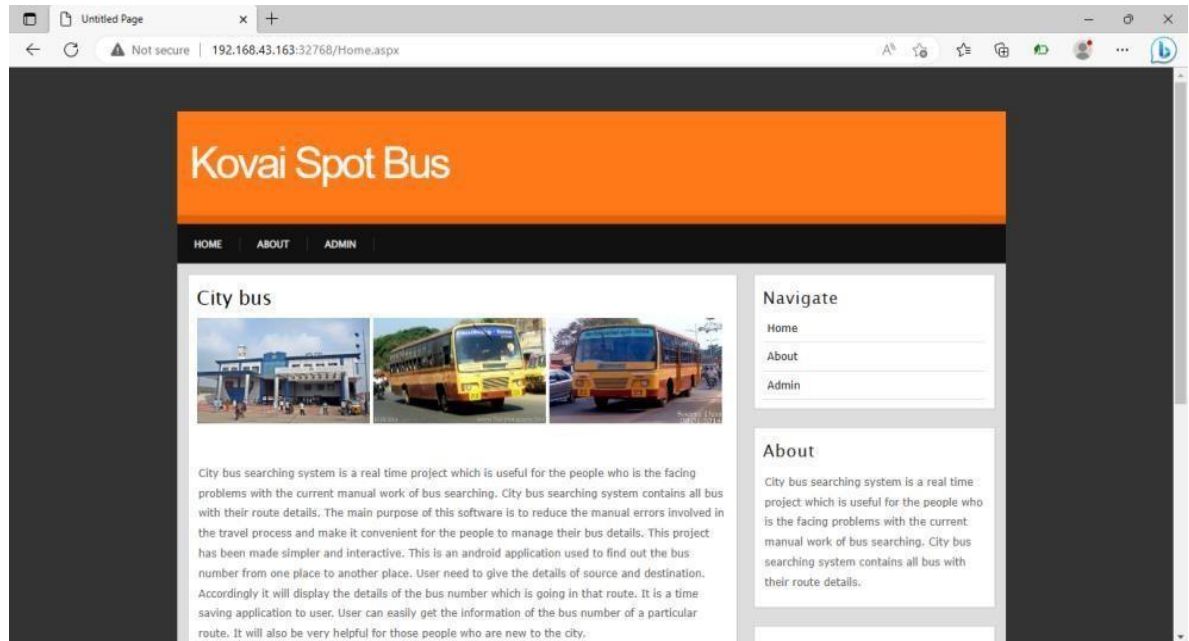 Untitled Page
Not secure | 192.168.43.163:32768/Home.aspx
Kovai Spot Bus
HOME ABOUT ADMIN
City bus
City bus searching system is a real time project which is useful for the people who is the facing
problems with the current manual work of bus searching. City bus searching system contains all bus
with their route details. The main purpose of this software is to reduce the manual errors involved in
the travel process and make it convenient for the people to manage their bus details. This project
has been made simpler and interactive. This is an android application used to find out the bus
number from one place to another place. User need to give the details of source and destination.
Accordingly it will display the details of the bus number which is going in that route. It is a time
saving application to user. User can easily get the information of the bus number of a particular
route. It will also be very helpful for those people who are new to the city.
Navigate
Home
About
Admin
About
City bus searching system is a real time
project which is useful for the people who
is the facing problems with the current
manual work of bus searching. City bus
searching system contains all bus with
their route details.